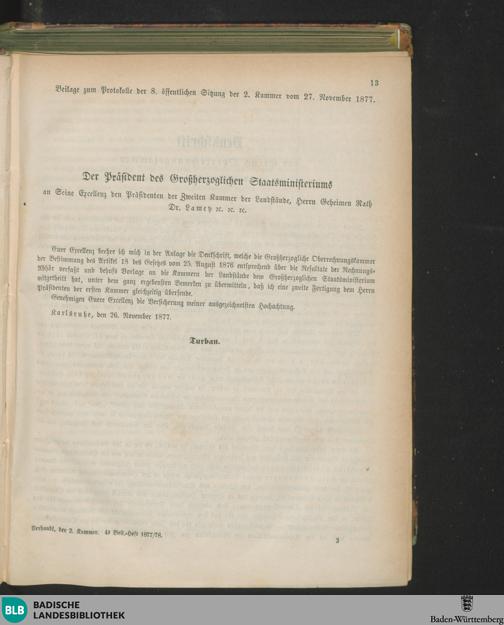 13
Beilage zum Protokolle der 8. öffentlichen Sitzung der 2. Kammer vom 27. November 1877.
Der Präsident des Großherzoglichen Staatsministeriums
an Seine Excellenz den Präsidenten der Zweiten Kammer der Landstände, Herrn Geheimen Rath
Dr. Lamey ꝛc. ꝛc. ꝛc.
Euer Excellenz beehre ich mich in der Anlage die Denkschrift, welche die Großherzogliche Oberrechnungskammer
der Bestimmung des Artikel 18 des Gesetzes vom 25. August 1876 entsprechend über die Resultate der Rechnungs-
Abhör verfaßt und behufs Vorlage an die Kammern der Landstände dem Großherzoglichen Staatsministerium
mitgetheilt hat, unter dem ganz ergebensten Bemerken zu übermitteln, daß ich eine zweite Fertigung dem Herrn
Präsidenten der ersten Kammer gleichzeitig übersende.
Genehmigen Euere Excellenz die Versicherung meiner ausgezeichnetsten Hochachtung.
Karlsruhe, den 26. November 1877.
Turban.
Verhandl. der 2. Kammer. 4s Beil.-Heft 1877/78.
3
BLB
BADISCHE
LANDESBIBLIOTHEK
Baden-Württemberg